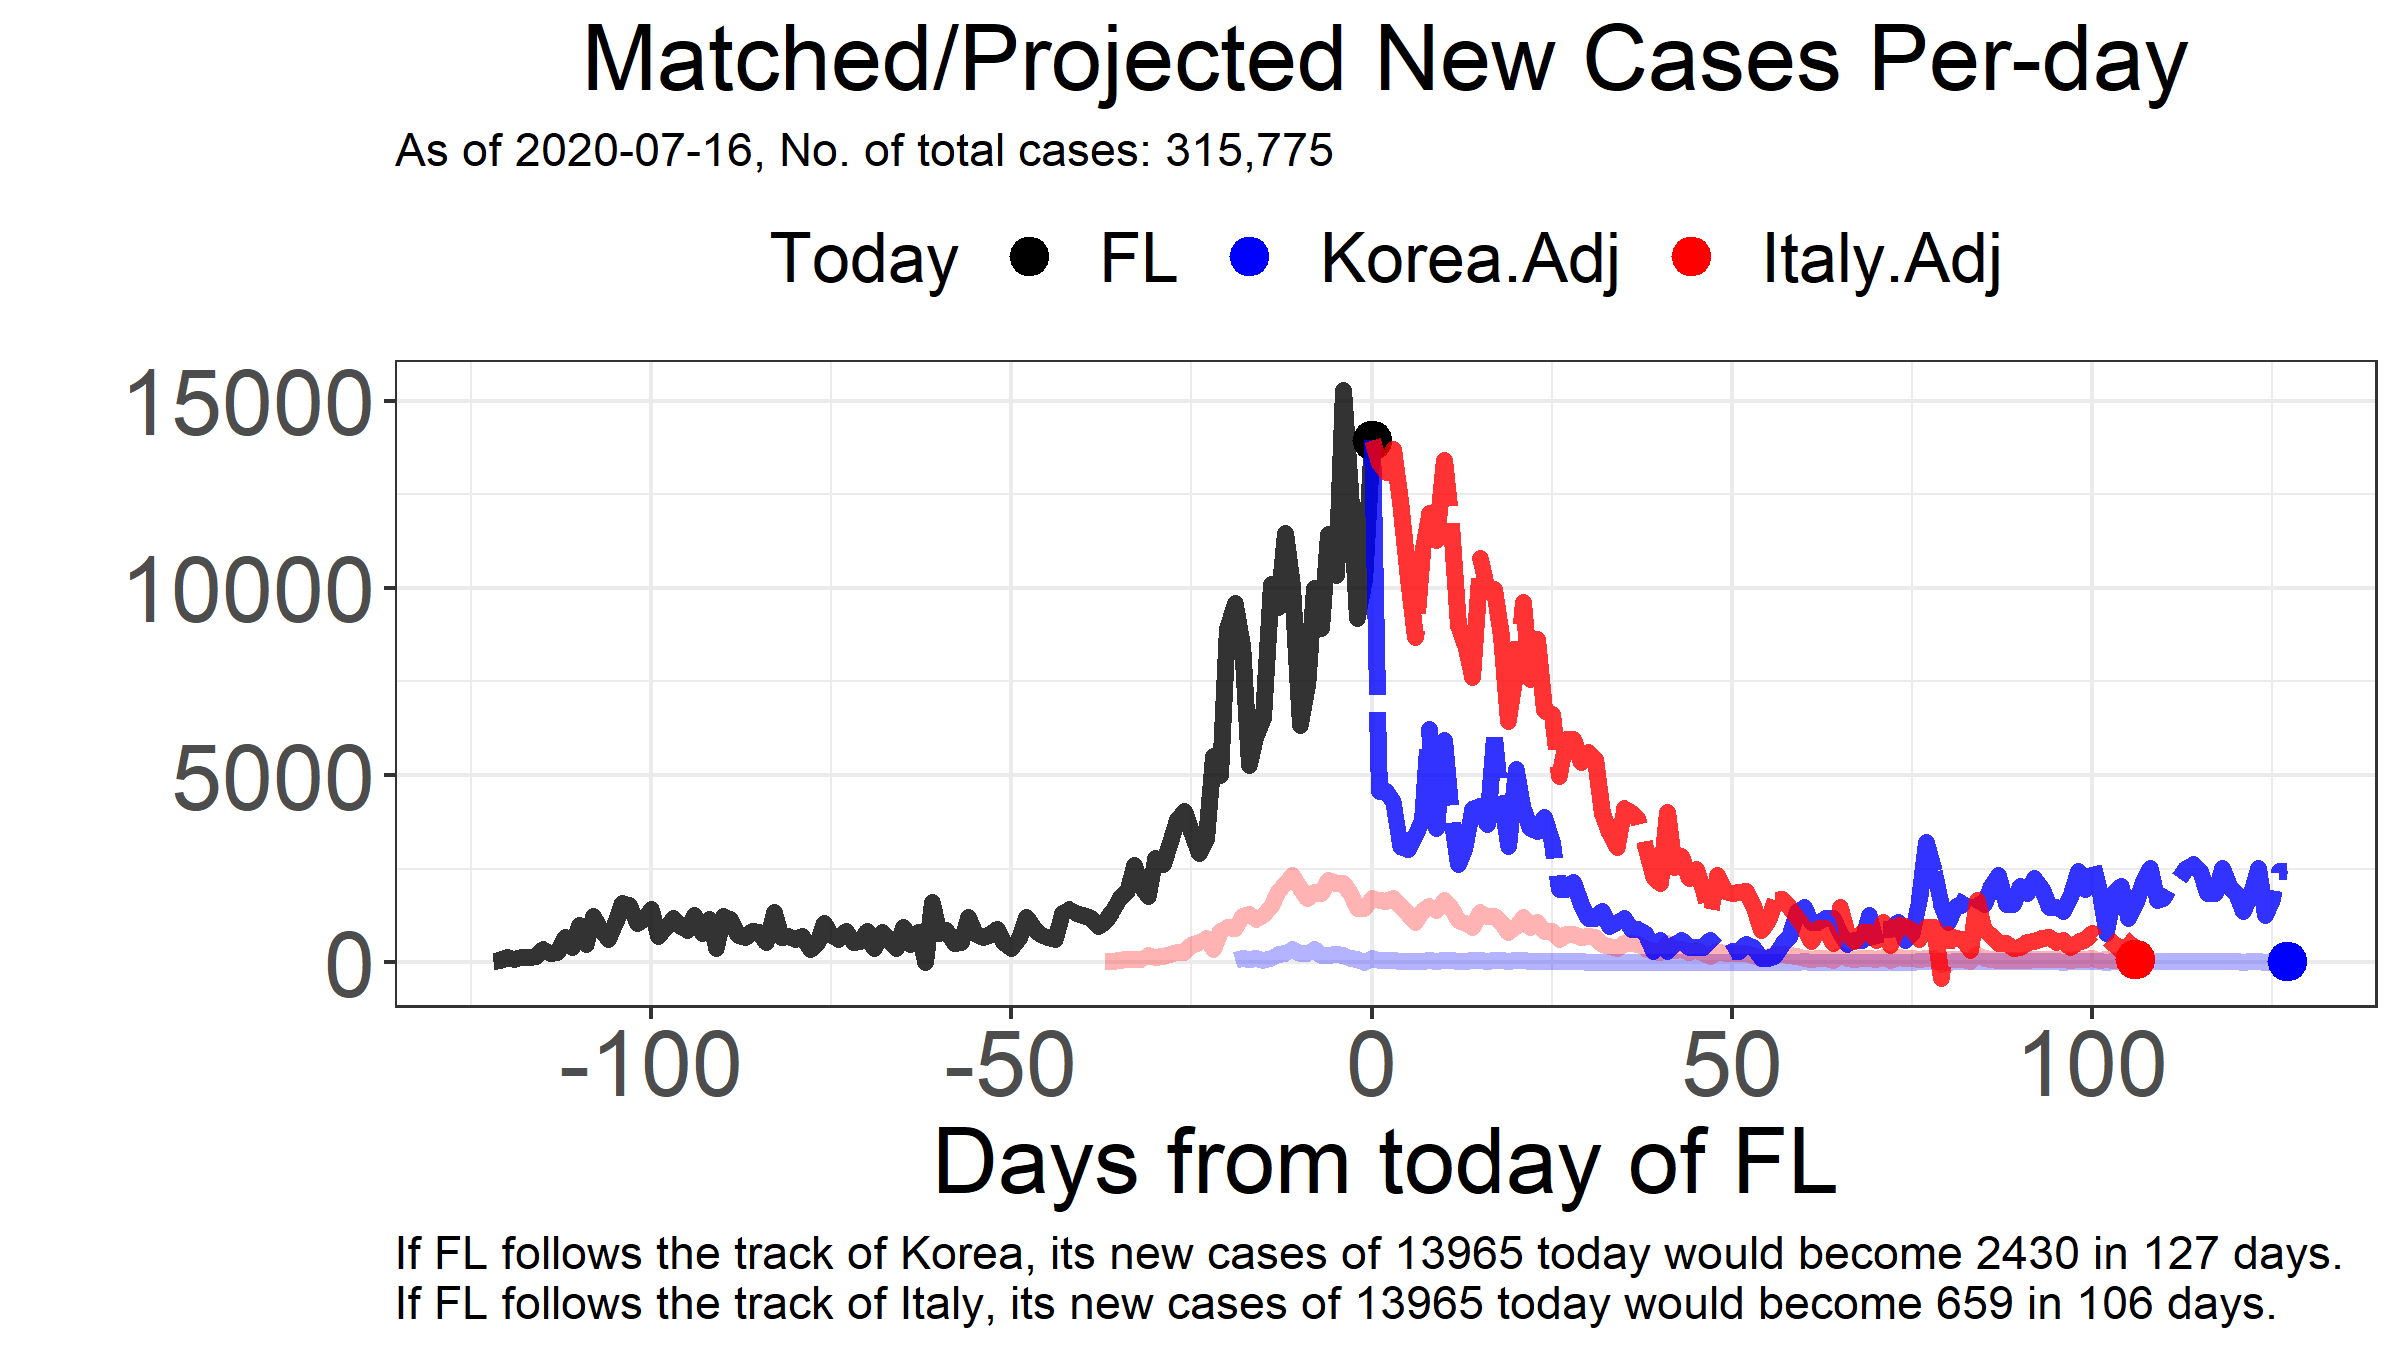 Matched/Projected New Cases Per-day
As of 2020-07-16, No. of total cases: 315,775
Today FL Korea.Adj Italy.Adj
15000
10000
5000
0
-100 -50 0 50 100
Days from today of FL
If FL follows the track of Korea, its new cases of 13965 today would become 2430 in 127 days.
If FL follows the track of Italy, its new cases of 13965 today would become 659 in 106 days.